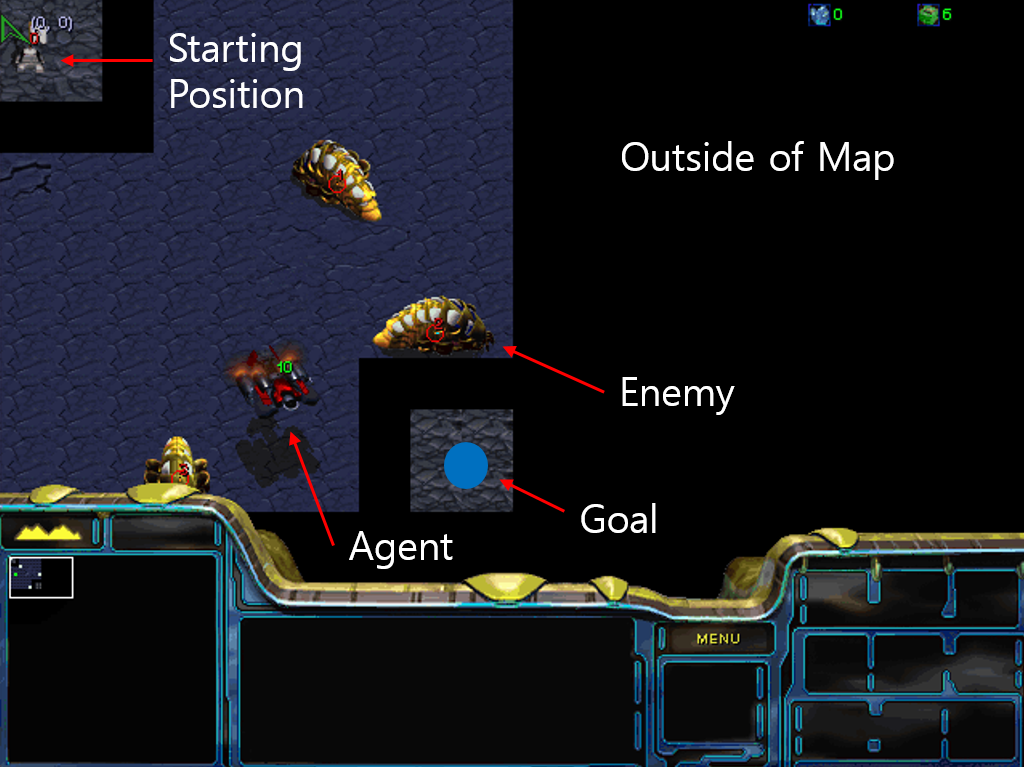 (0, 0)
0
6
Starting
Position
Outside of Map
10
Enemy
Goal
Agent
MENU